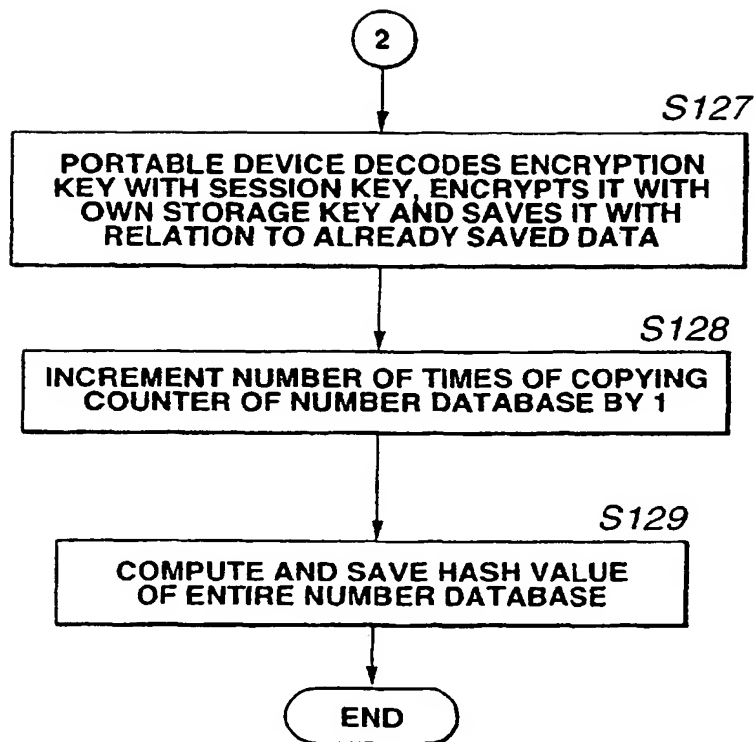 2
S127
PORTABLE DEVICE DECODES ENCRYPTION
KEY WITH SESSION KEY, ENCRYPTS IT WITH
OWN STORAGE KEY AND SAVES IT WITH
RELATION TO ALREADY SAVED DATA
S128
INCREMENT NUMBER OF TIMES OF COPYING
COUNTER OF NUMBER DATABASE BY 1
S129
COMPUTE AND SAVE HASH VALUE
OF ENTIRE NUMBER DATABASE
END